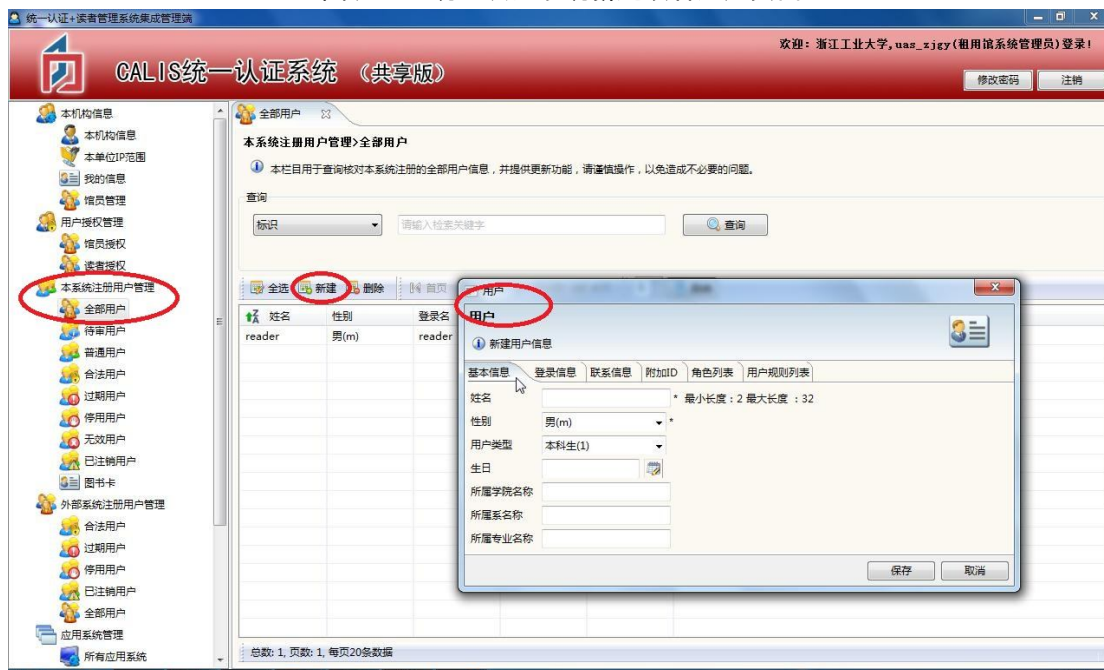 统一认证+读者管理系统集成管理端
欢迎: 浙江工业大学,uas_zjgy(租用馆系统管理员)登录!
CALIS统一认证系统 (共享版)
修改密码 注销
本机构信息
本机构信息
本单位IP范围
我的信息
馆员管理
用户授权管理
馆员授权
读者授权
本系统注册用户管理
全部用户
待审用户
普通用户
合法用户
过期用户
停用用户
无效用户
已注销用户
图书卡
外部系统注册用户管理
合法用户
过期用户
停用用户
已注销用户
全部用户
应用系统管理
所有应用系统
全部用户
本系统注册用户管理>全部用户
本栏目用于查询核对本系统注册的全部用户信息，并提供更新功能，请谨慎操作，以免造成不必要的问题。
查询
标识 请输入检索关键字 查询
全选 新建 删除 首页
姓名 性别 登录名
reader 男(m) reader
用户
用户
新建用户信息
基本信息 登录信息 联系信息 附加ID 角色列表 用户规则列表
姓名 * 最小长度：2 最大长度 ：32
性别 男(m) *
用户类型 本科生(1)
生日
所属学院名称
所属系名称
所属专业名称
保存 取消
总数: 1, 页数: 1, 每页20条数据